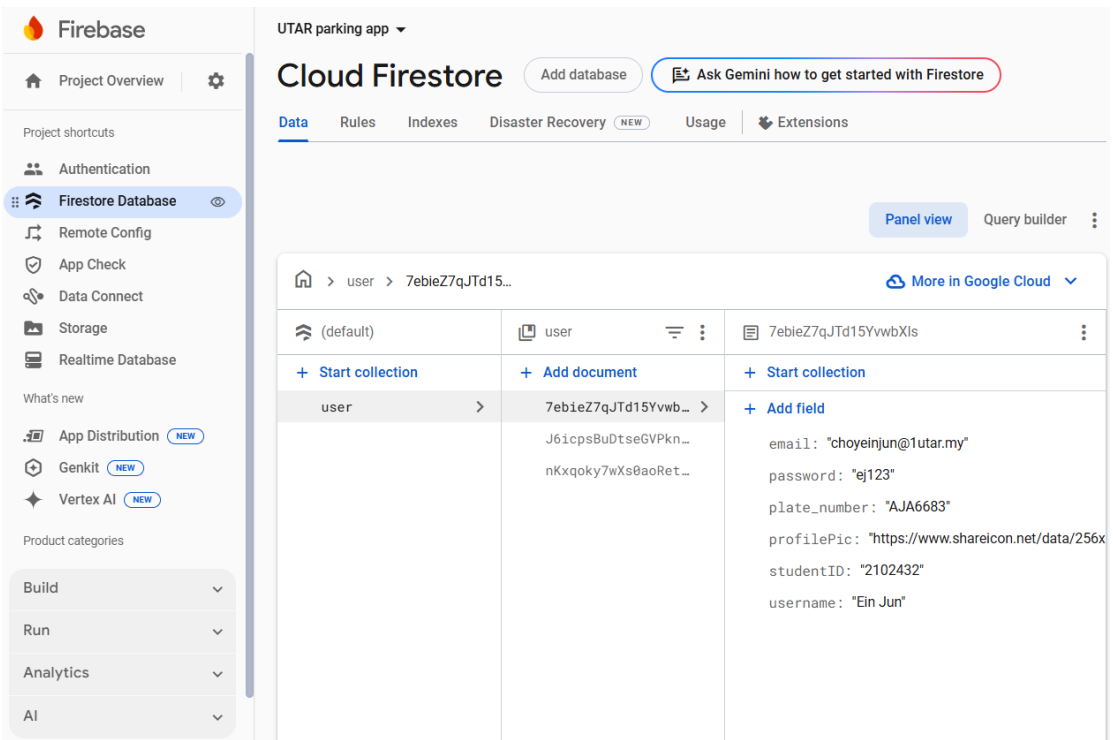 Firebase
Project Overview
Project shortcuts
Authentication
Firestore Database
Remote Config
App Check
Data Connect
Storage
Realtime Database
What's new
App Distribution NEW
Genkit NEW
Vertex AI NEW
Product categories
Build
Run
Analytics
AI
UTAR parking app
Cloud Firestore
Add database
Ask Gemini how to get started with Firestore
Data Rules Indexes Disaster Recovery NEW Usage Extensions
Panel view Query builder
> user > 7ebieZ7qJTd15...
More in Google Cloud
(default)
+ Start collection
user
user
+ Add document
7ebieZ7qJTd15Yvwb...
J6icpsBuDtseGVPkn...
nKxqoky7wXs0aoRet...
7ebieZ7qJTd15YvwbXIs
+ Start collection
+ Add field
email: "choyeinjun@1utar.my"
password: "ej123"
plate_number: "AJA6683"
profilePic: "https://www.shareicon.net/data/256x
studentID: "2102432"
username: "Ein Jun"